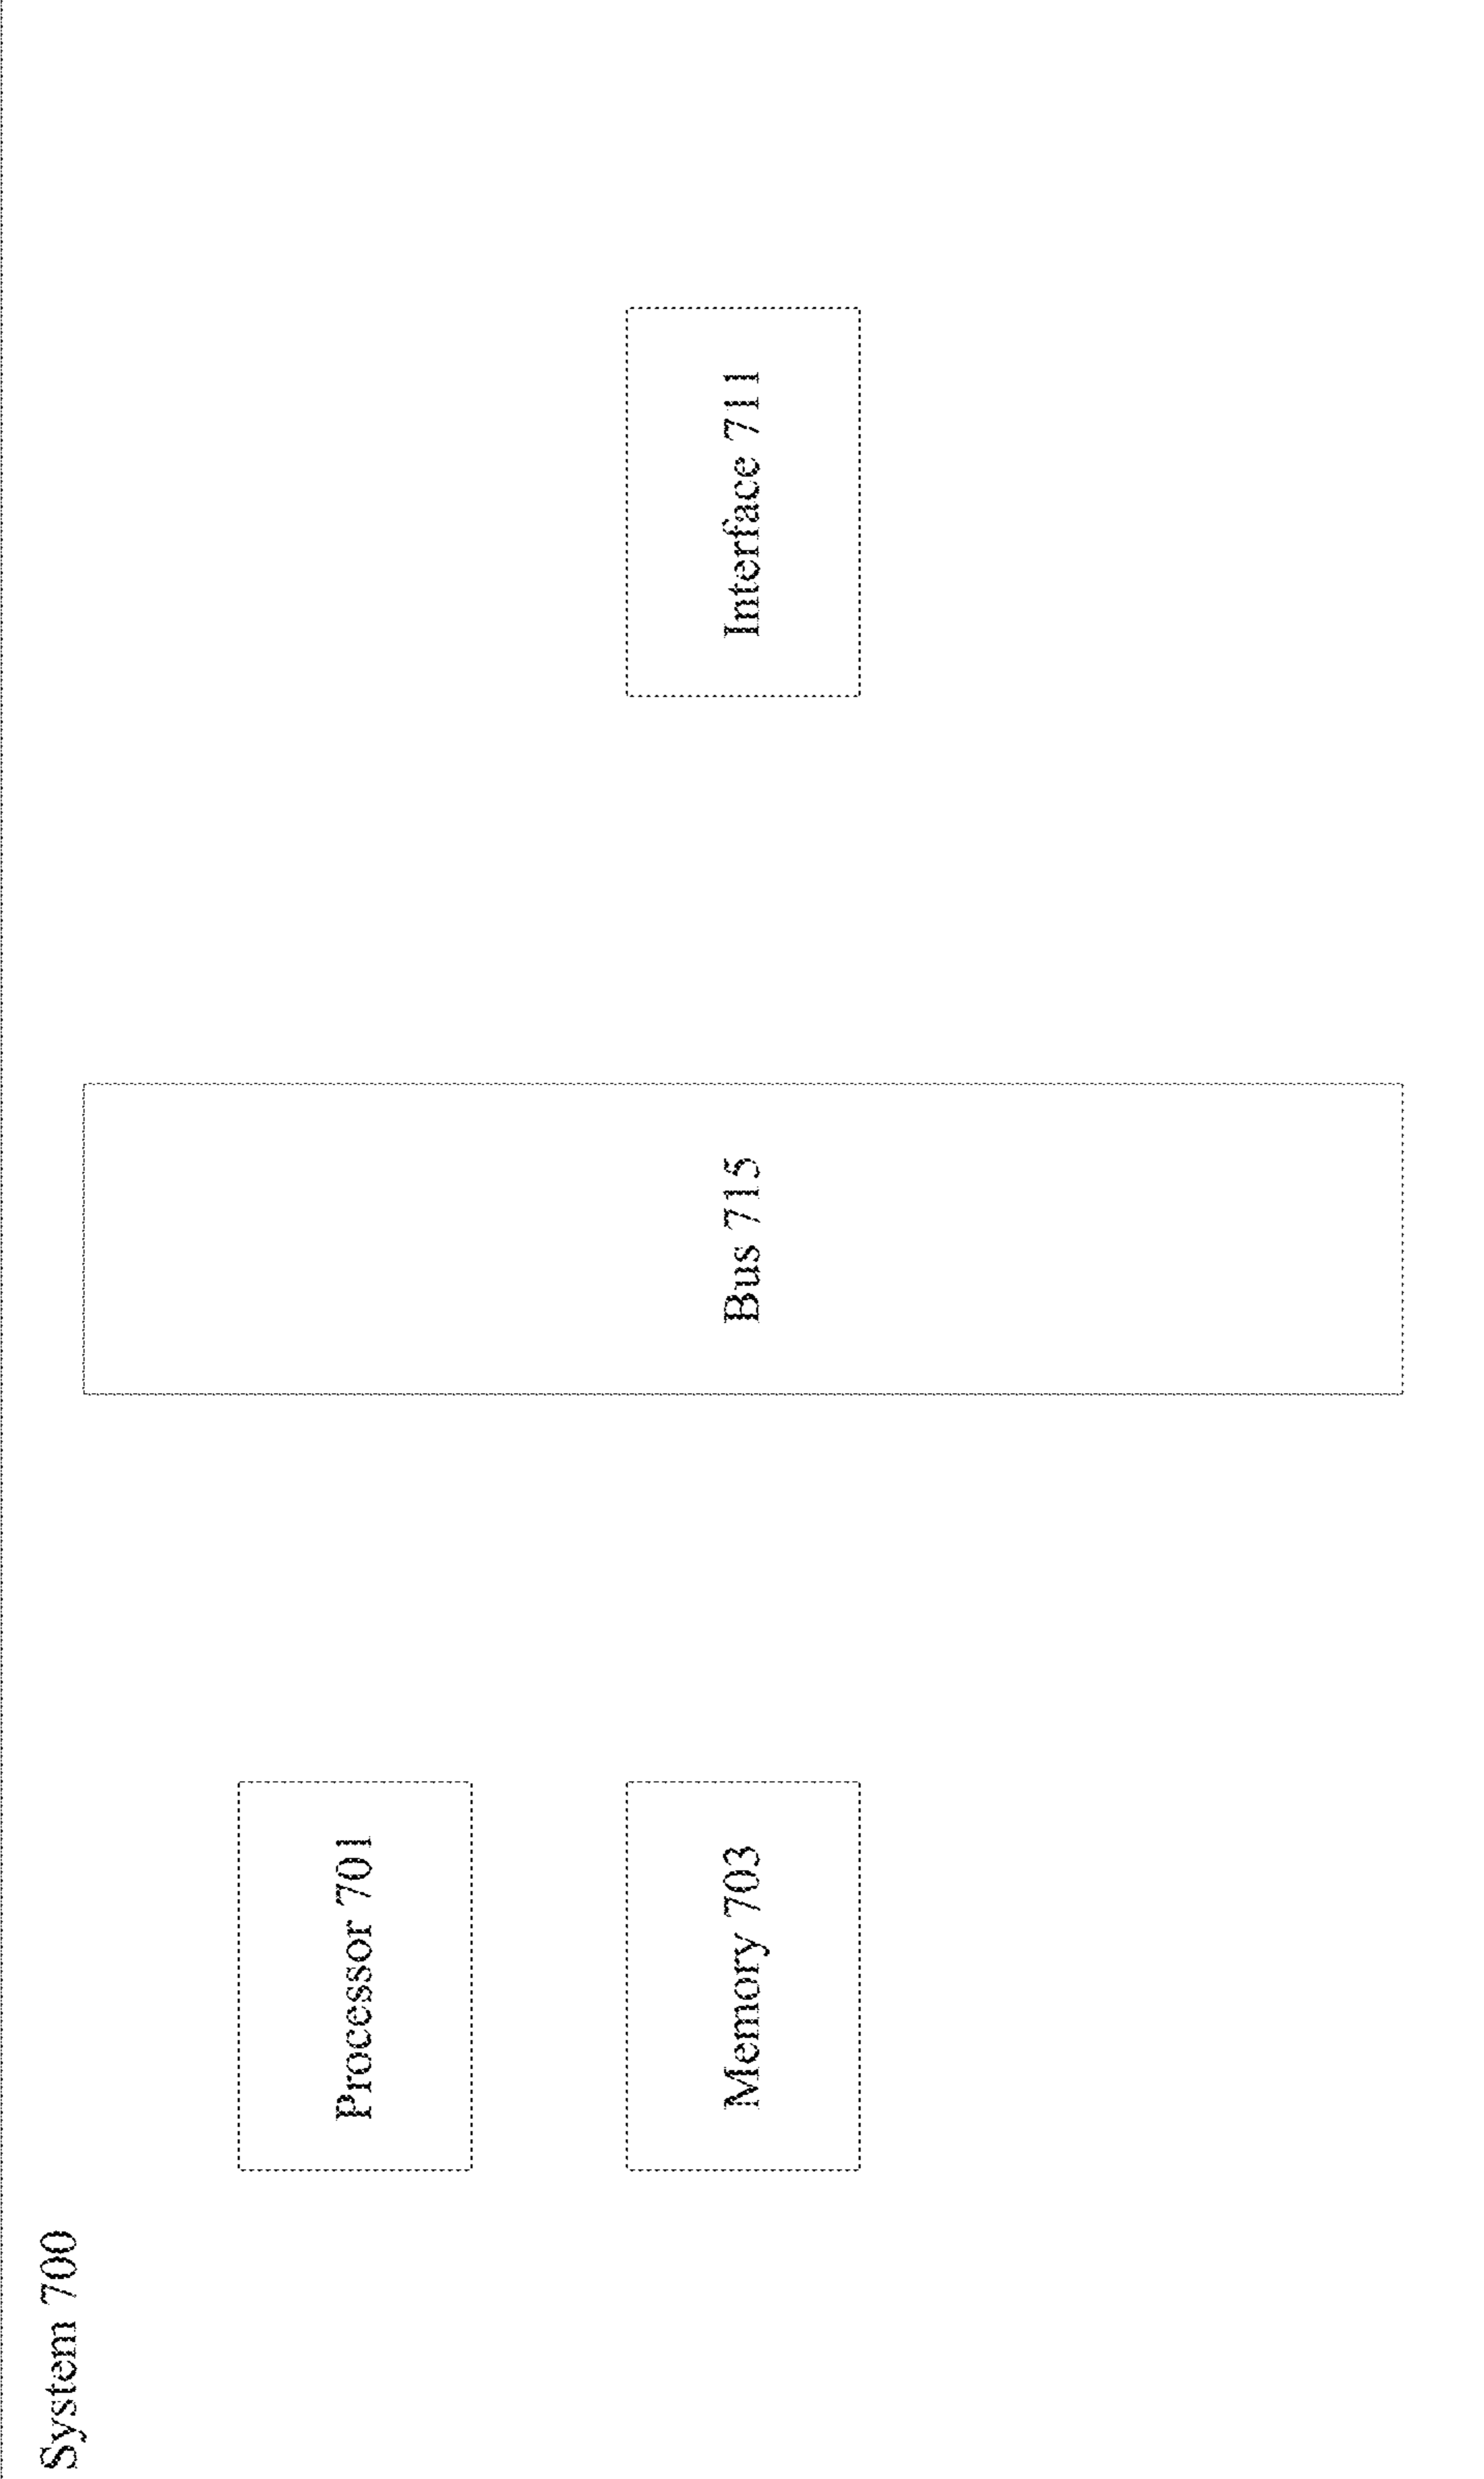 System 700
Processor 701
Memory 703
Bus 715
Interface 711